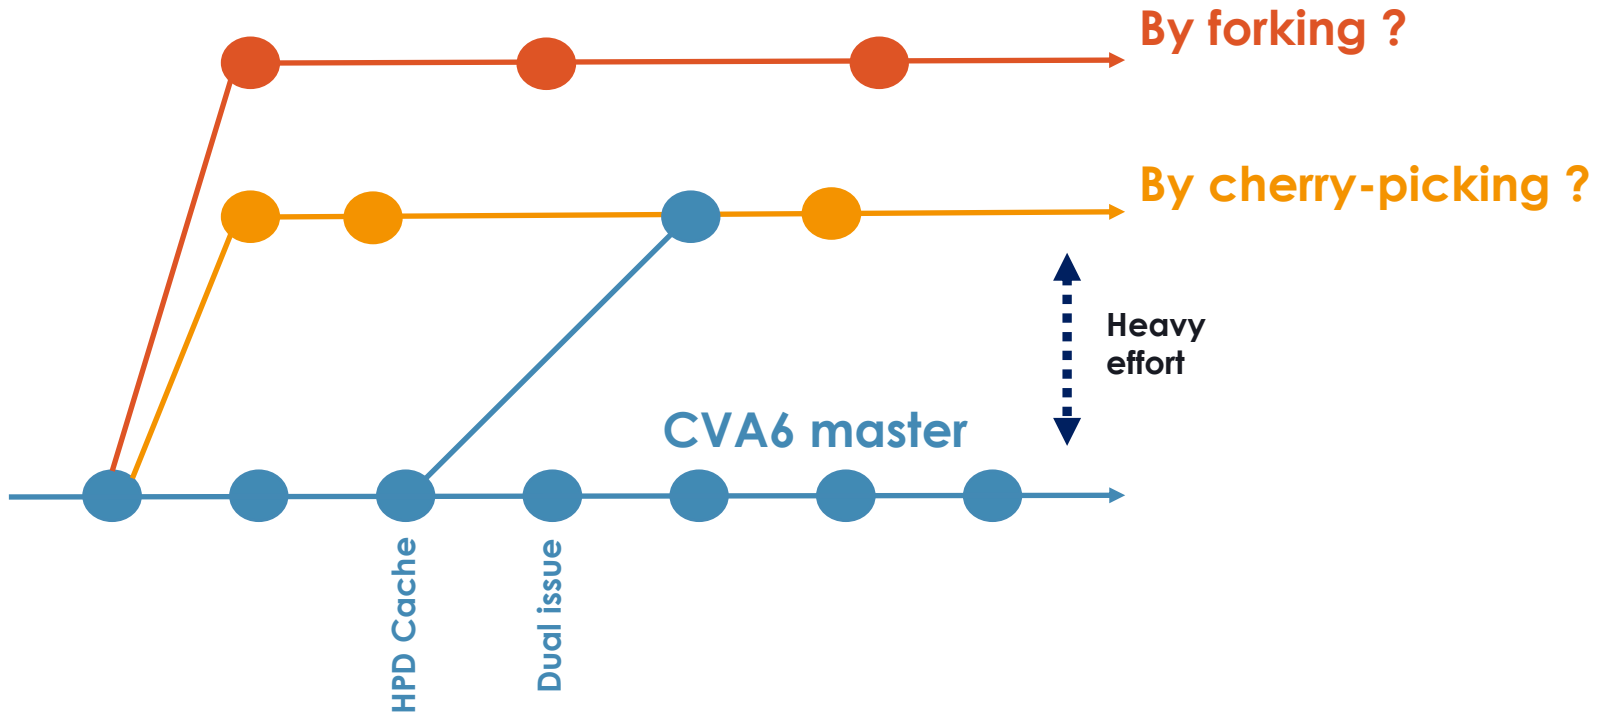 By forking ?
By cherry-picking ?
Heavy
effort
CVA6 master
HPD Cache
Dual issue